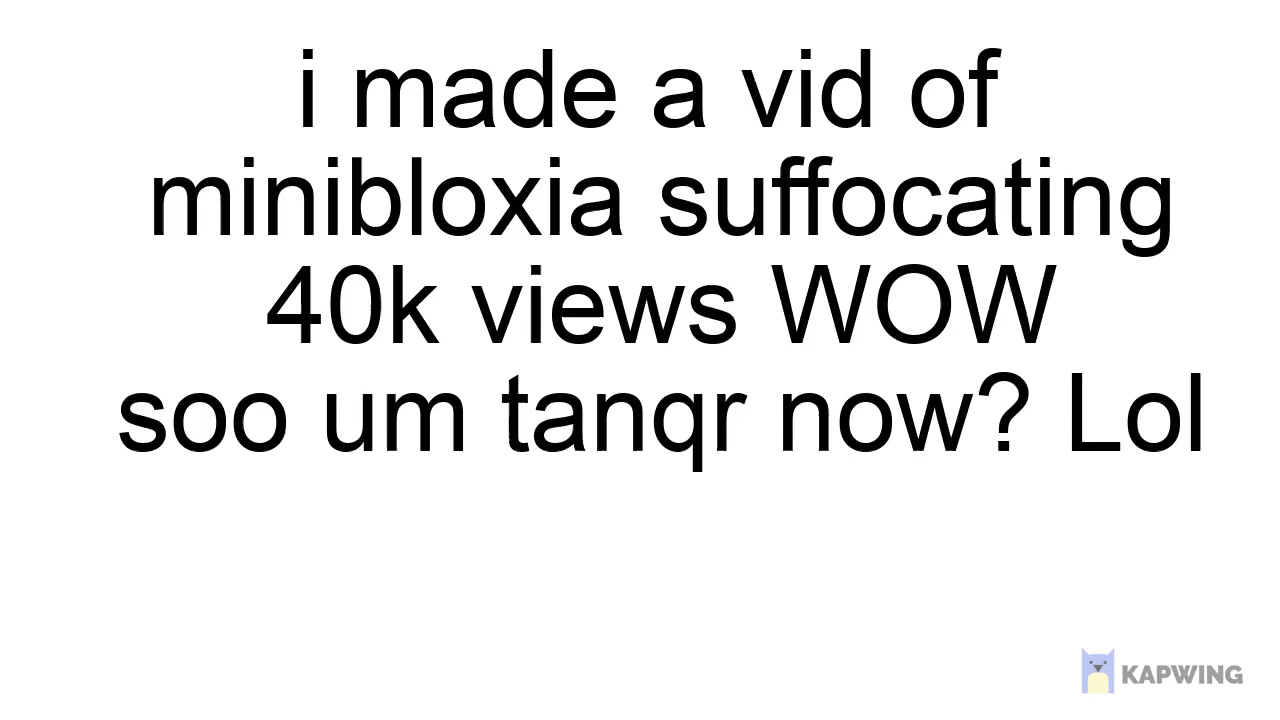 i made a vid of
minibloxia suffocating
40k views WOW
soo um tanqr now? Lol
KAPWING